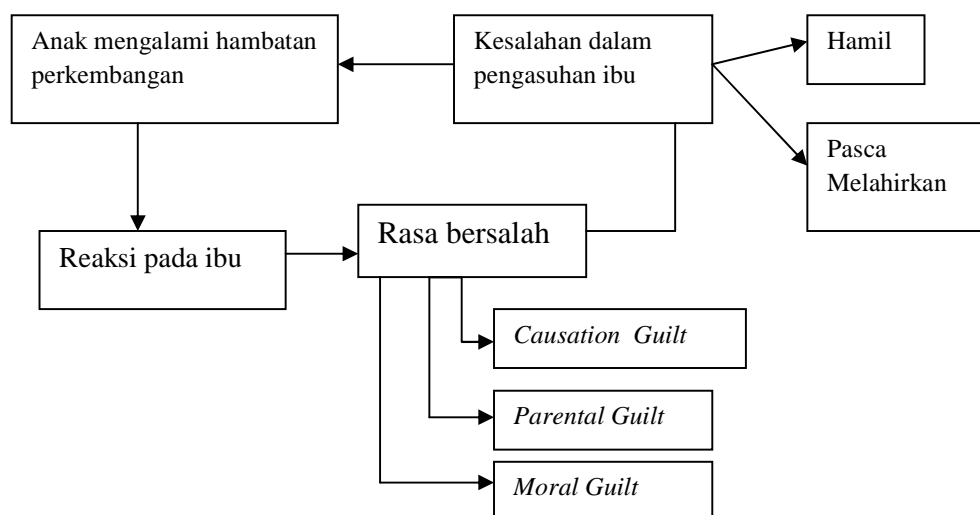 Anak mengalami hambatan
perkembangan
Kesalahan dalam
pengasuhan ibu
Hamil
Pasca
Melahirkan
Reaksi pada ibu
Rasa bersalah
Causation  Guilt
Parental Guilt
Moral Guilt